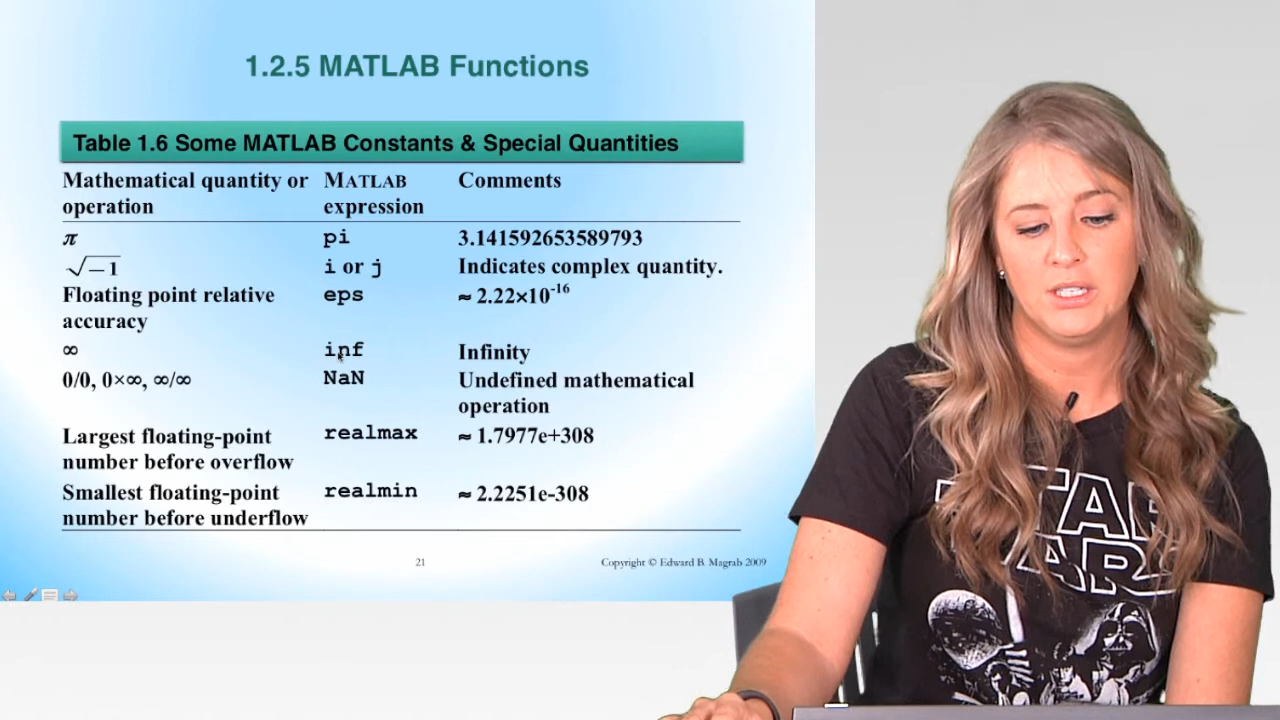 1.2.5 MATLAB Functions
Table 1.6 Some MATLAB Constants & Special Quantities
Mathematical quantity or operation MATLAB expression Comments
π pi 3.141592653589793
√−1 i or j Indicates complex quantity.
Floating point relative accuracy eps ≈ 2.22×10^-16
∞ inf Infinity
0/0, 0×∞, ∞/∞ NaN Undefined mathematical operation
Largest floating-point number before overflow realmax ≈ 1.7977e+308
Smallest floating-point number before underflow realmin ≈ 2.2251e-308
21 Copyright © Edward B. Magrab 2009
STAR
WARS